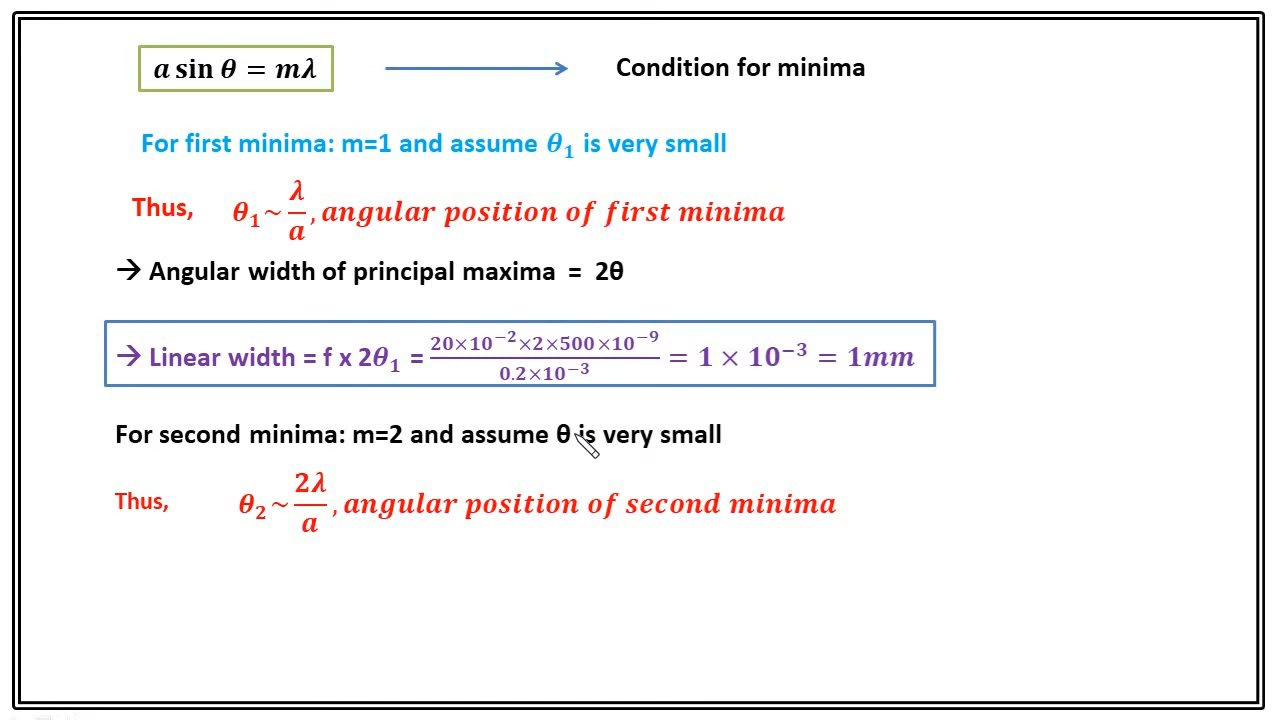 a sin θ = mλ Condition for minima
For first minima: m=1 and assume θ₁ is very small
Thus, θ₁~λ/a, angular position of first minima
→ Angular width of principal maxima = 2θ
→ Linear width = f x 2θ₁ = (20×10⁻²×2×500×10⁻⁹)/(0.2×10⁻³) = 1 × 10⁻³ = 1mm
For second minima: m=2 and assume θ is very small
Thus, θ₂~2λ/a, angular position of second minima